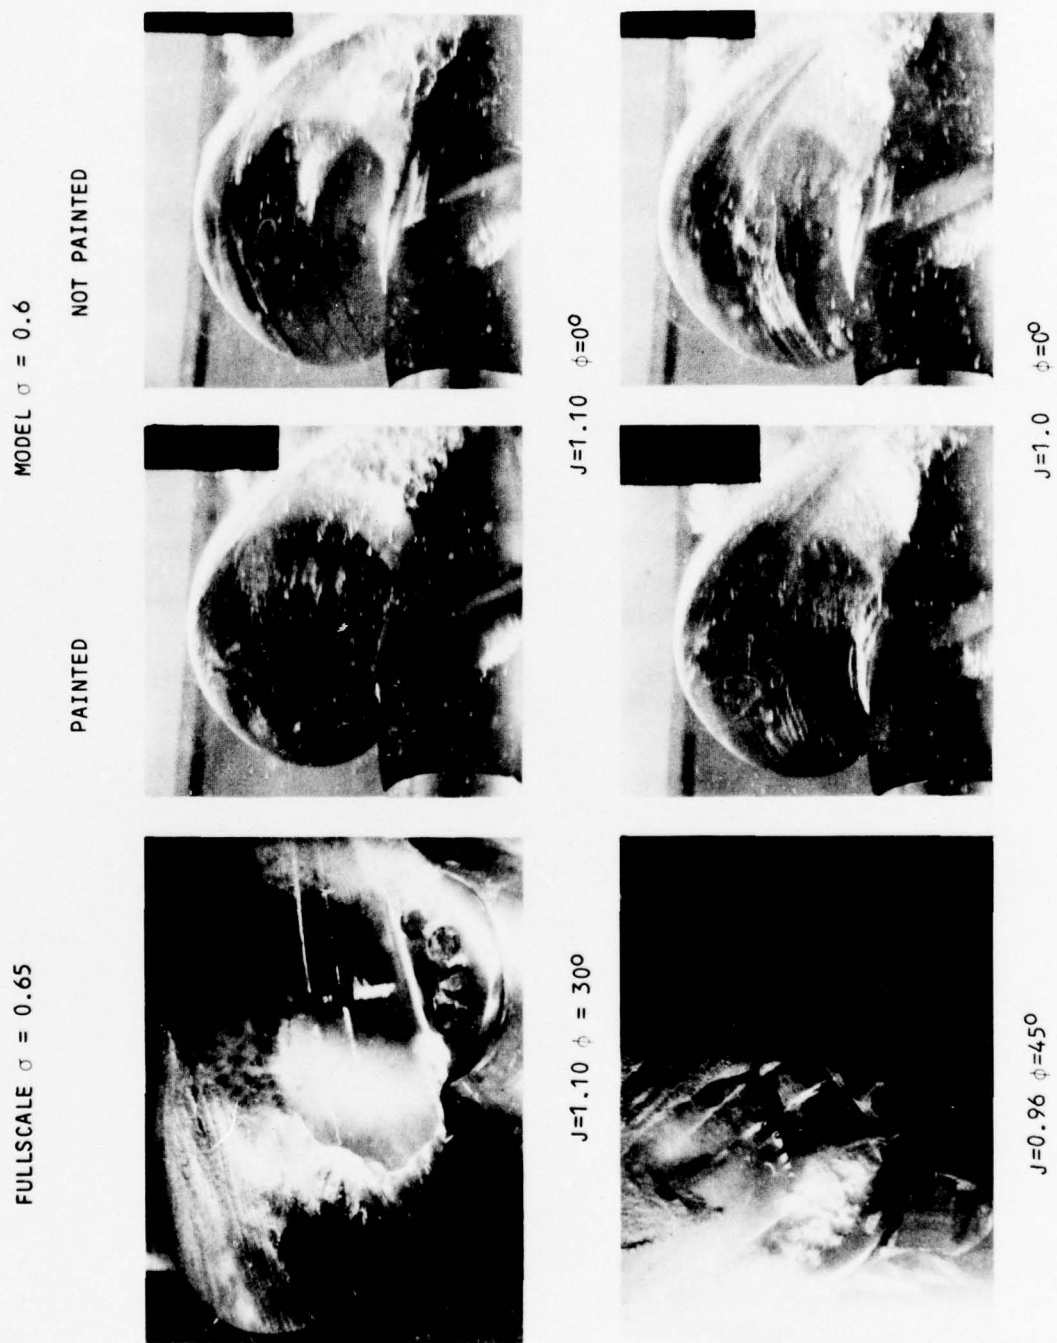 FULLSCALE σ = 0.65
MODEL σ = 0.6
PAINTED
NOT PAINTED
J=1.10 φ = 30°
J=1.10 φ=0°
J=0.96 φ=45°
J=1.0 φ=0°